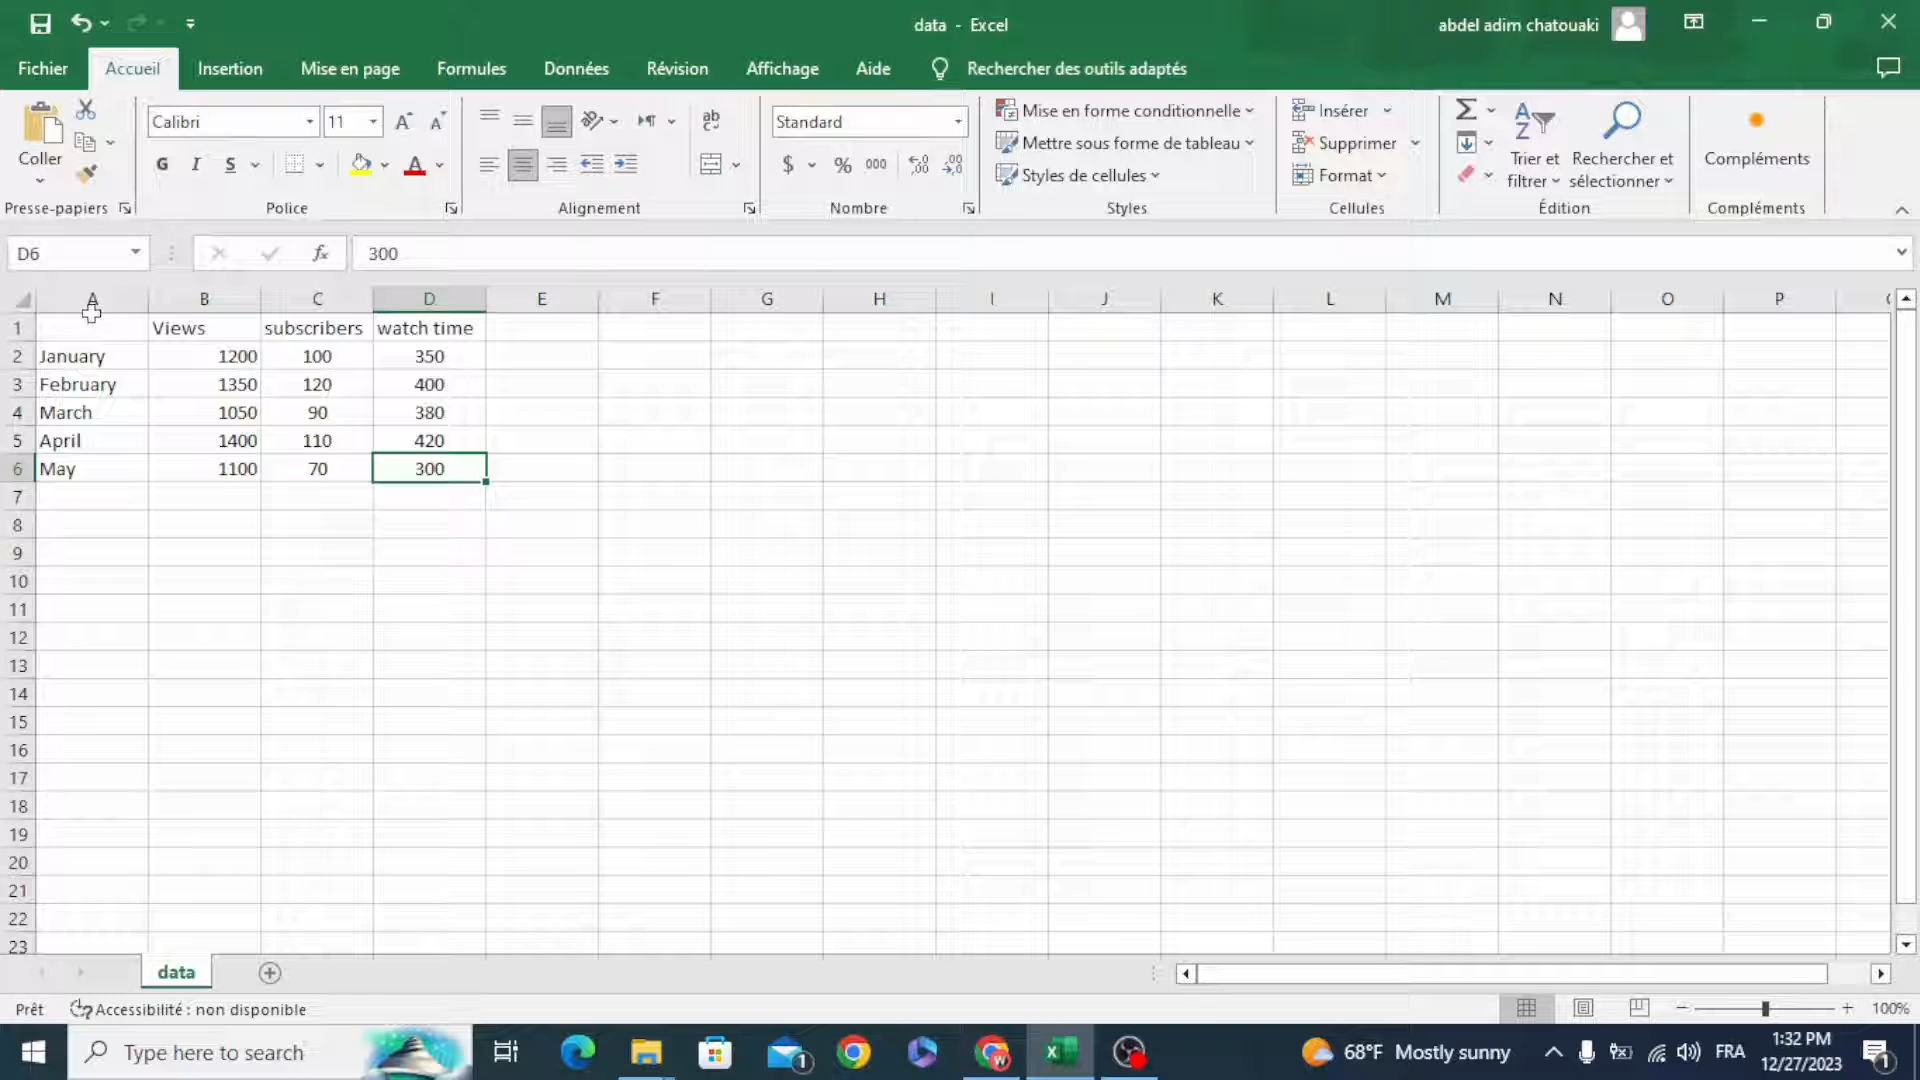 data - Excel
abdel adim chatouaki
Fichier Accueil Insertion Mise en page Formules Données Révision Affichage Aide Rechercher des outils adaptés
Coller
Calibri 11
G I S
ab
Standard
$ % 000
Mise en forme conditionnelle
Mettre sous forme de tableau
Styles de cellules
Insérer
Supprimer
Format
Trier et filtrer
Rechercher et sélectionner
Compléments
Presse-papiers Police Alignement Nombre Styles Cellules Édition Compléments
D6 fx 300
A B C D E F G H I J K L M N O P
1 Views subscribers watch time
2 January 1200 100 350
3 February 1350 120 400
4 March 1050 90 380
5 April 1400 110 420
6 May 1100 70 300
7
8
9
10
11
12
13
14
15
16
17
18
19
20
21
22
23
data
Prêt Accessibilité : non disponible 100%
Type here to search
1
68°F Mostly sunny
FRA
1:32 PM
12/27/2023
1